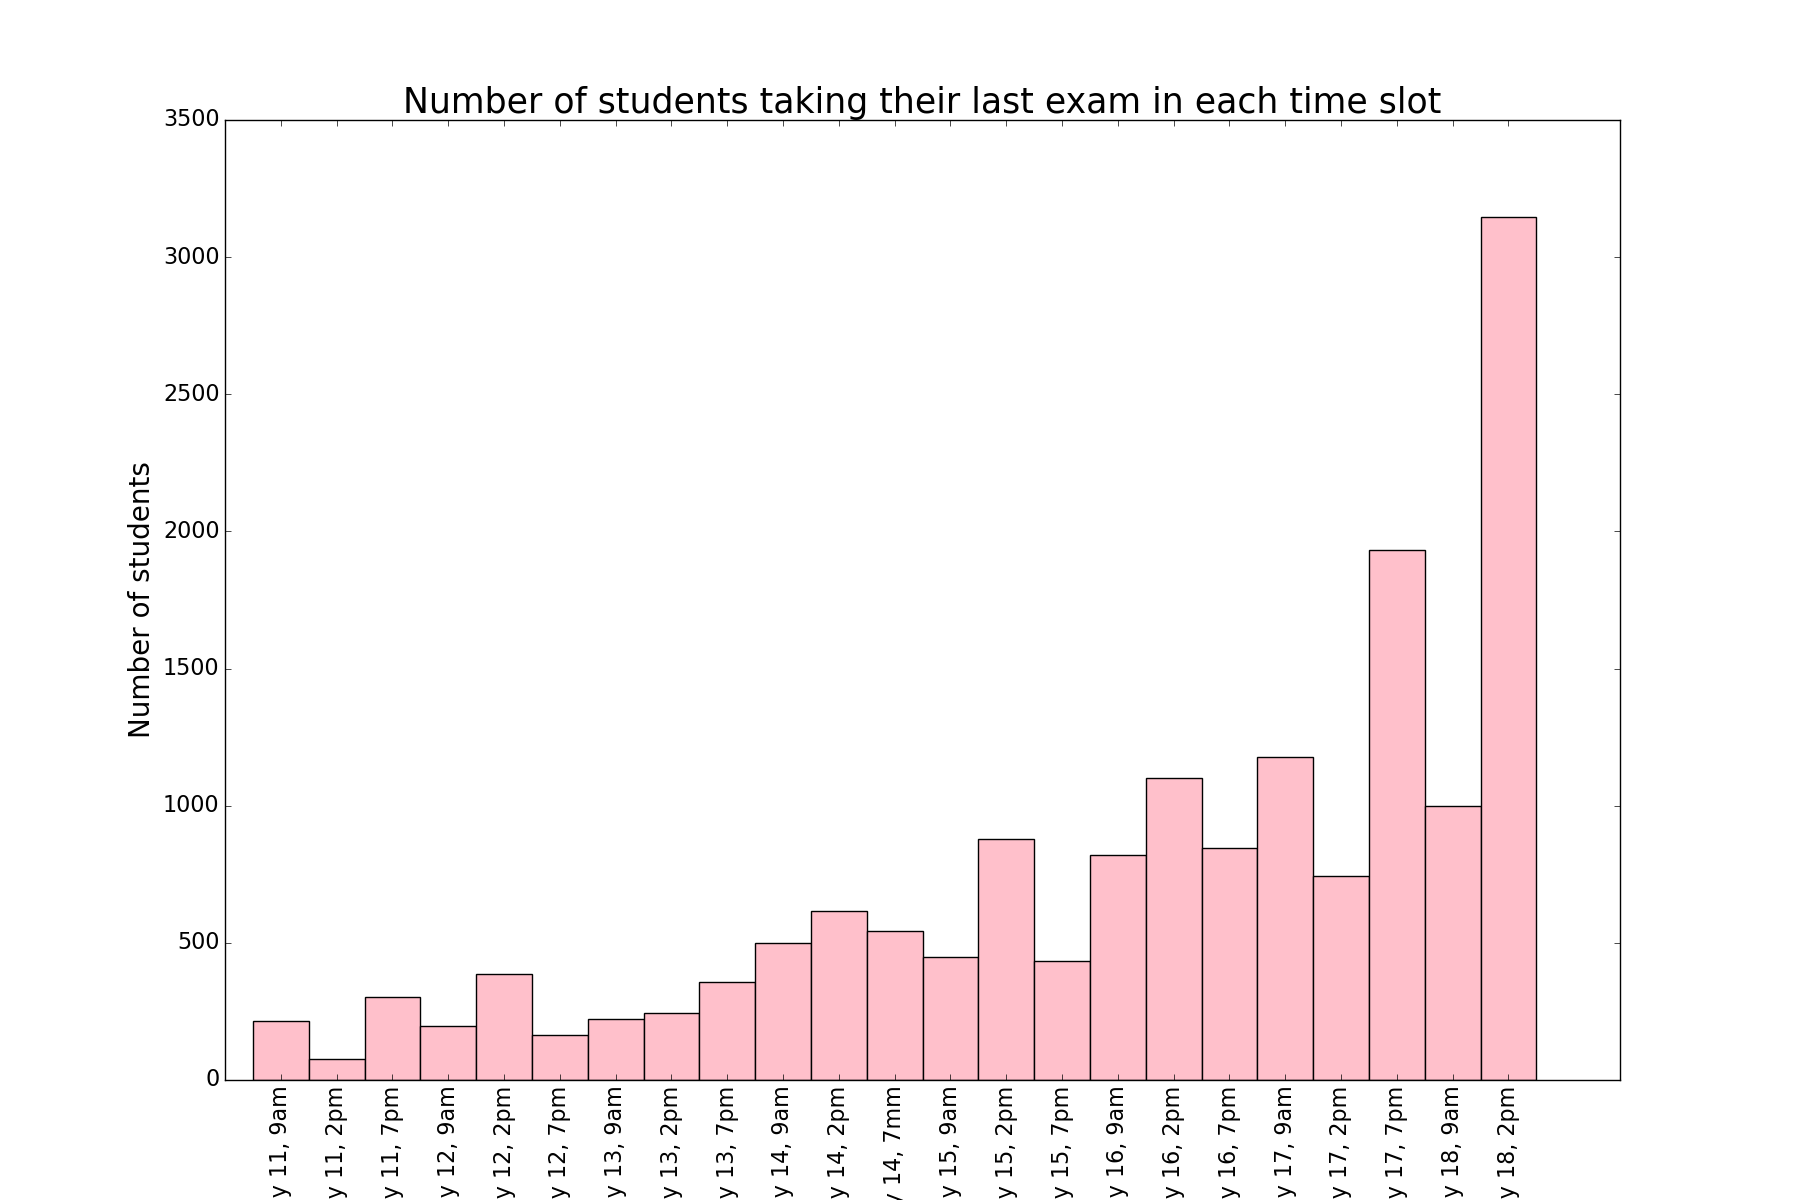 Number of students taking their last exam in each time slot
3500
3000
2500
2000
1500
1000
500
0
Number of students
y 11, 9am
y 11, 2pm
y 11, 7pm
y 12, 9am
y 12, 2pm
y 12, 7pm
y 13, 9am
y 13, 2pm
y 13, 7pm
y 14, 9am
y 14, 2pm
y 14, 7mm
y 15, 9am
y 15, 2pm
y 15, 7pm
y 16, 9am
y 16, 2pm
y 16, 7pm
y 17, 9am
y 17, 2pm
y 17, 7pm
y 18, 9am
y 18, 2pm